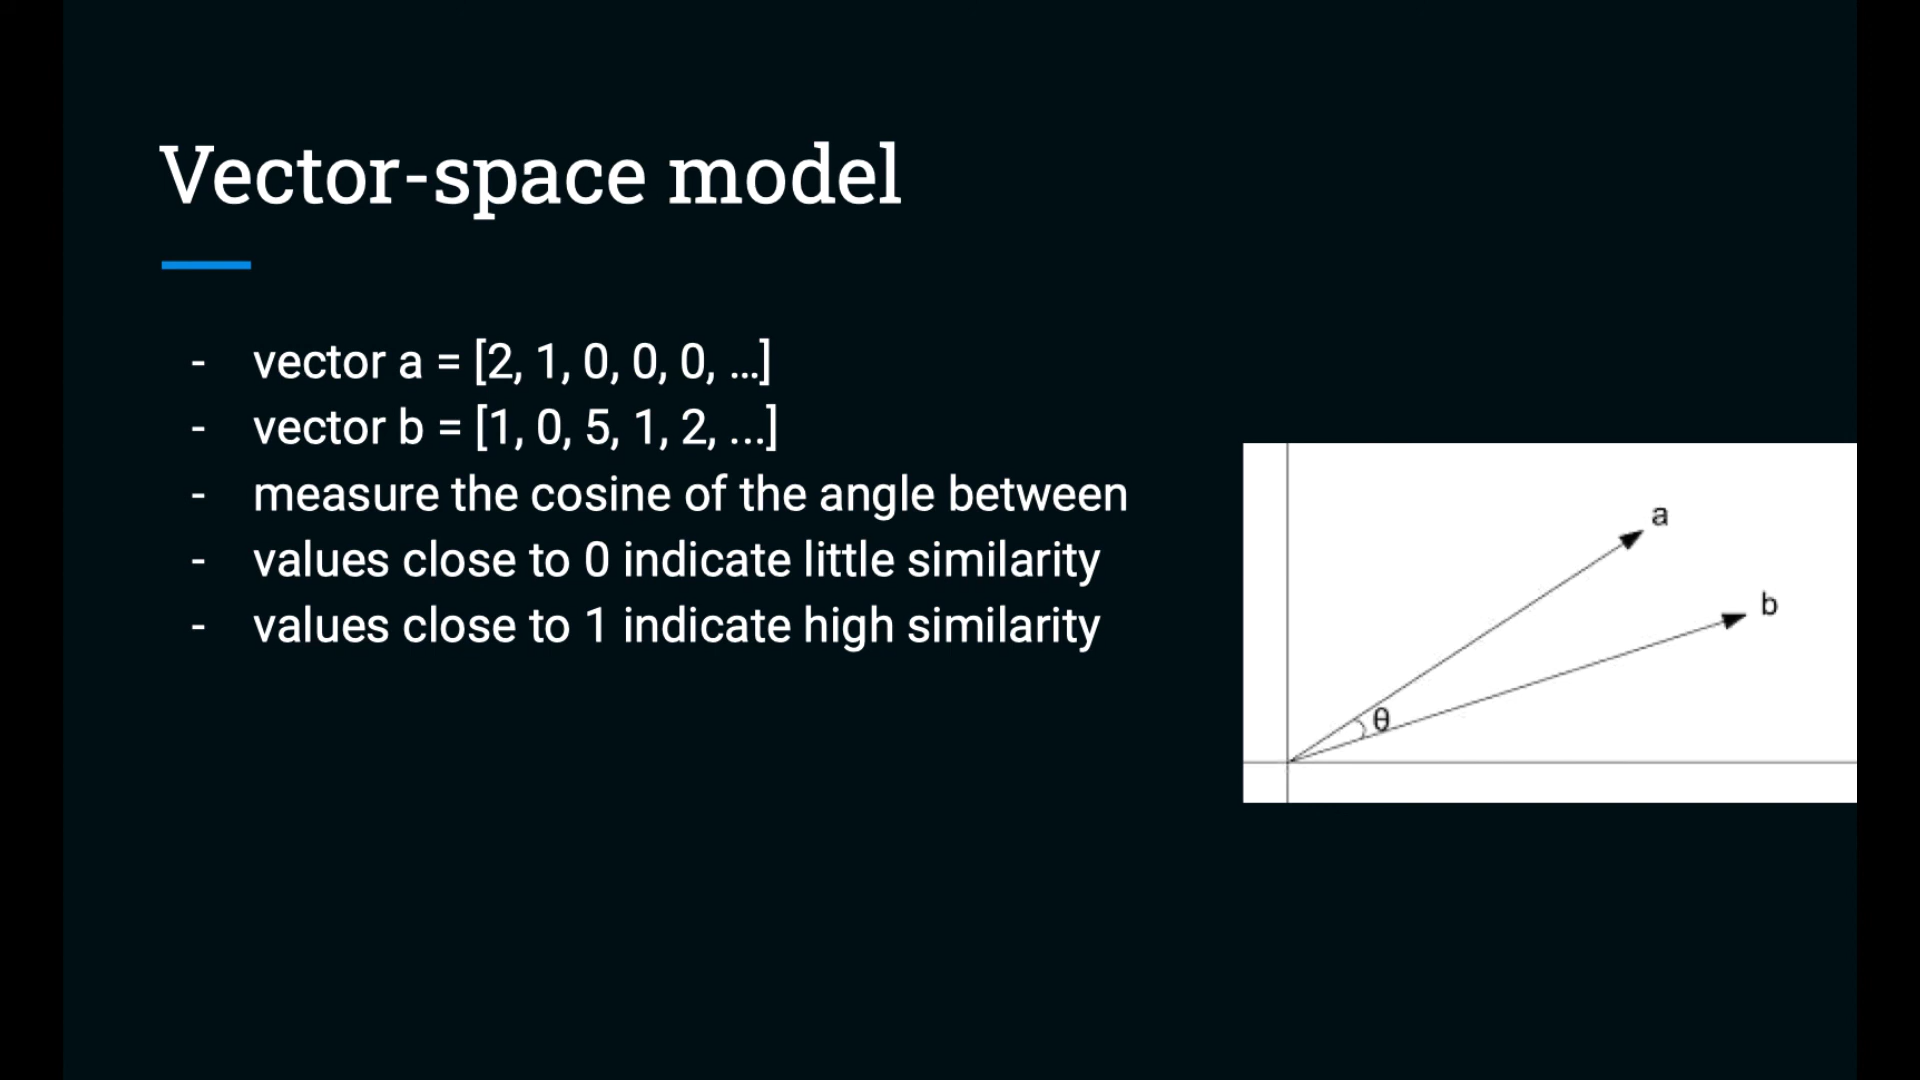 Vector-space model
- vector a = [2, 1, 0, 0, 0, …]
- vector b = [1, 0, 5, 1, 2, ...]
- measure the cosine of the angle between
- values close to 0 indicate little similarity
- values close to 1 indicate high similarity
a
b
θ